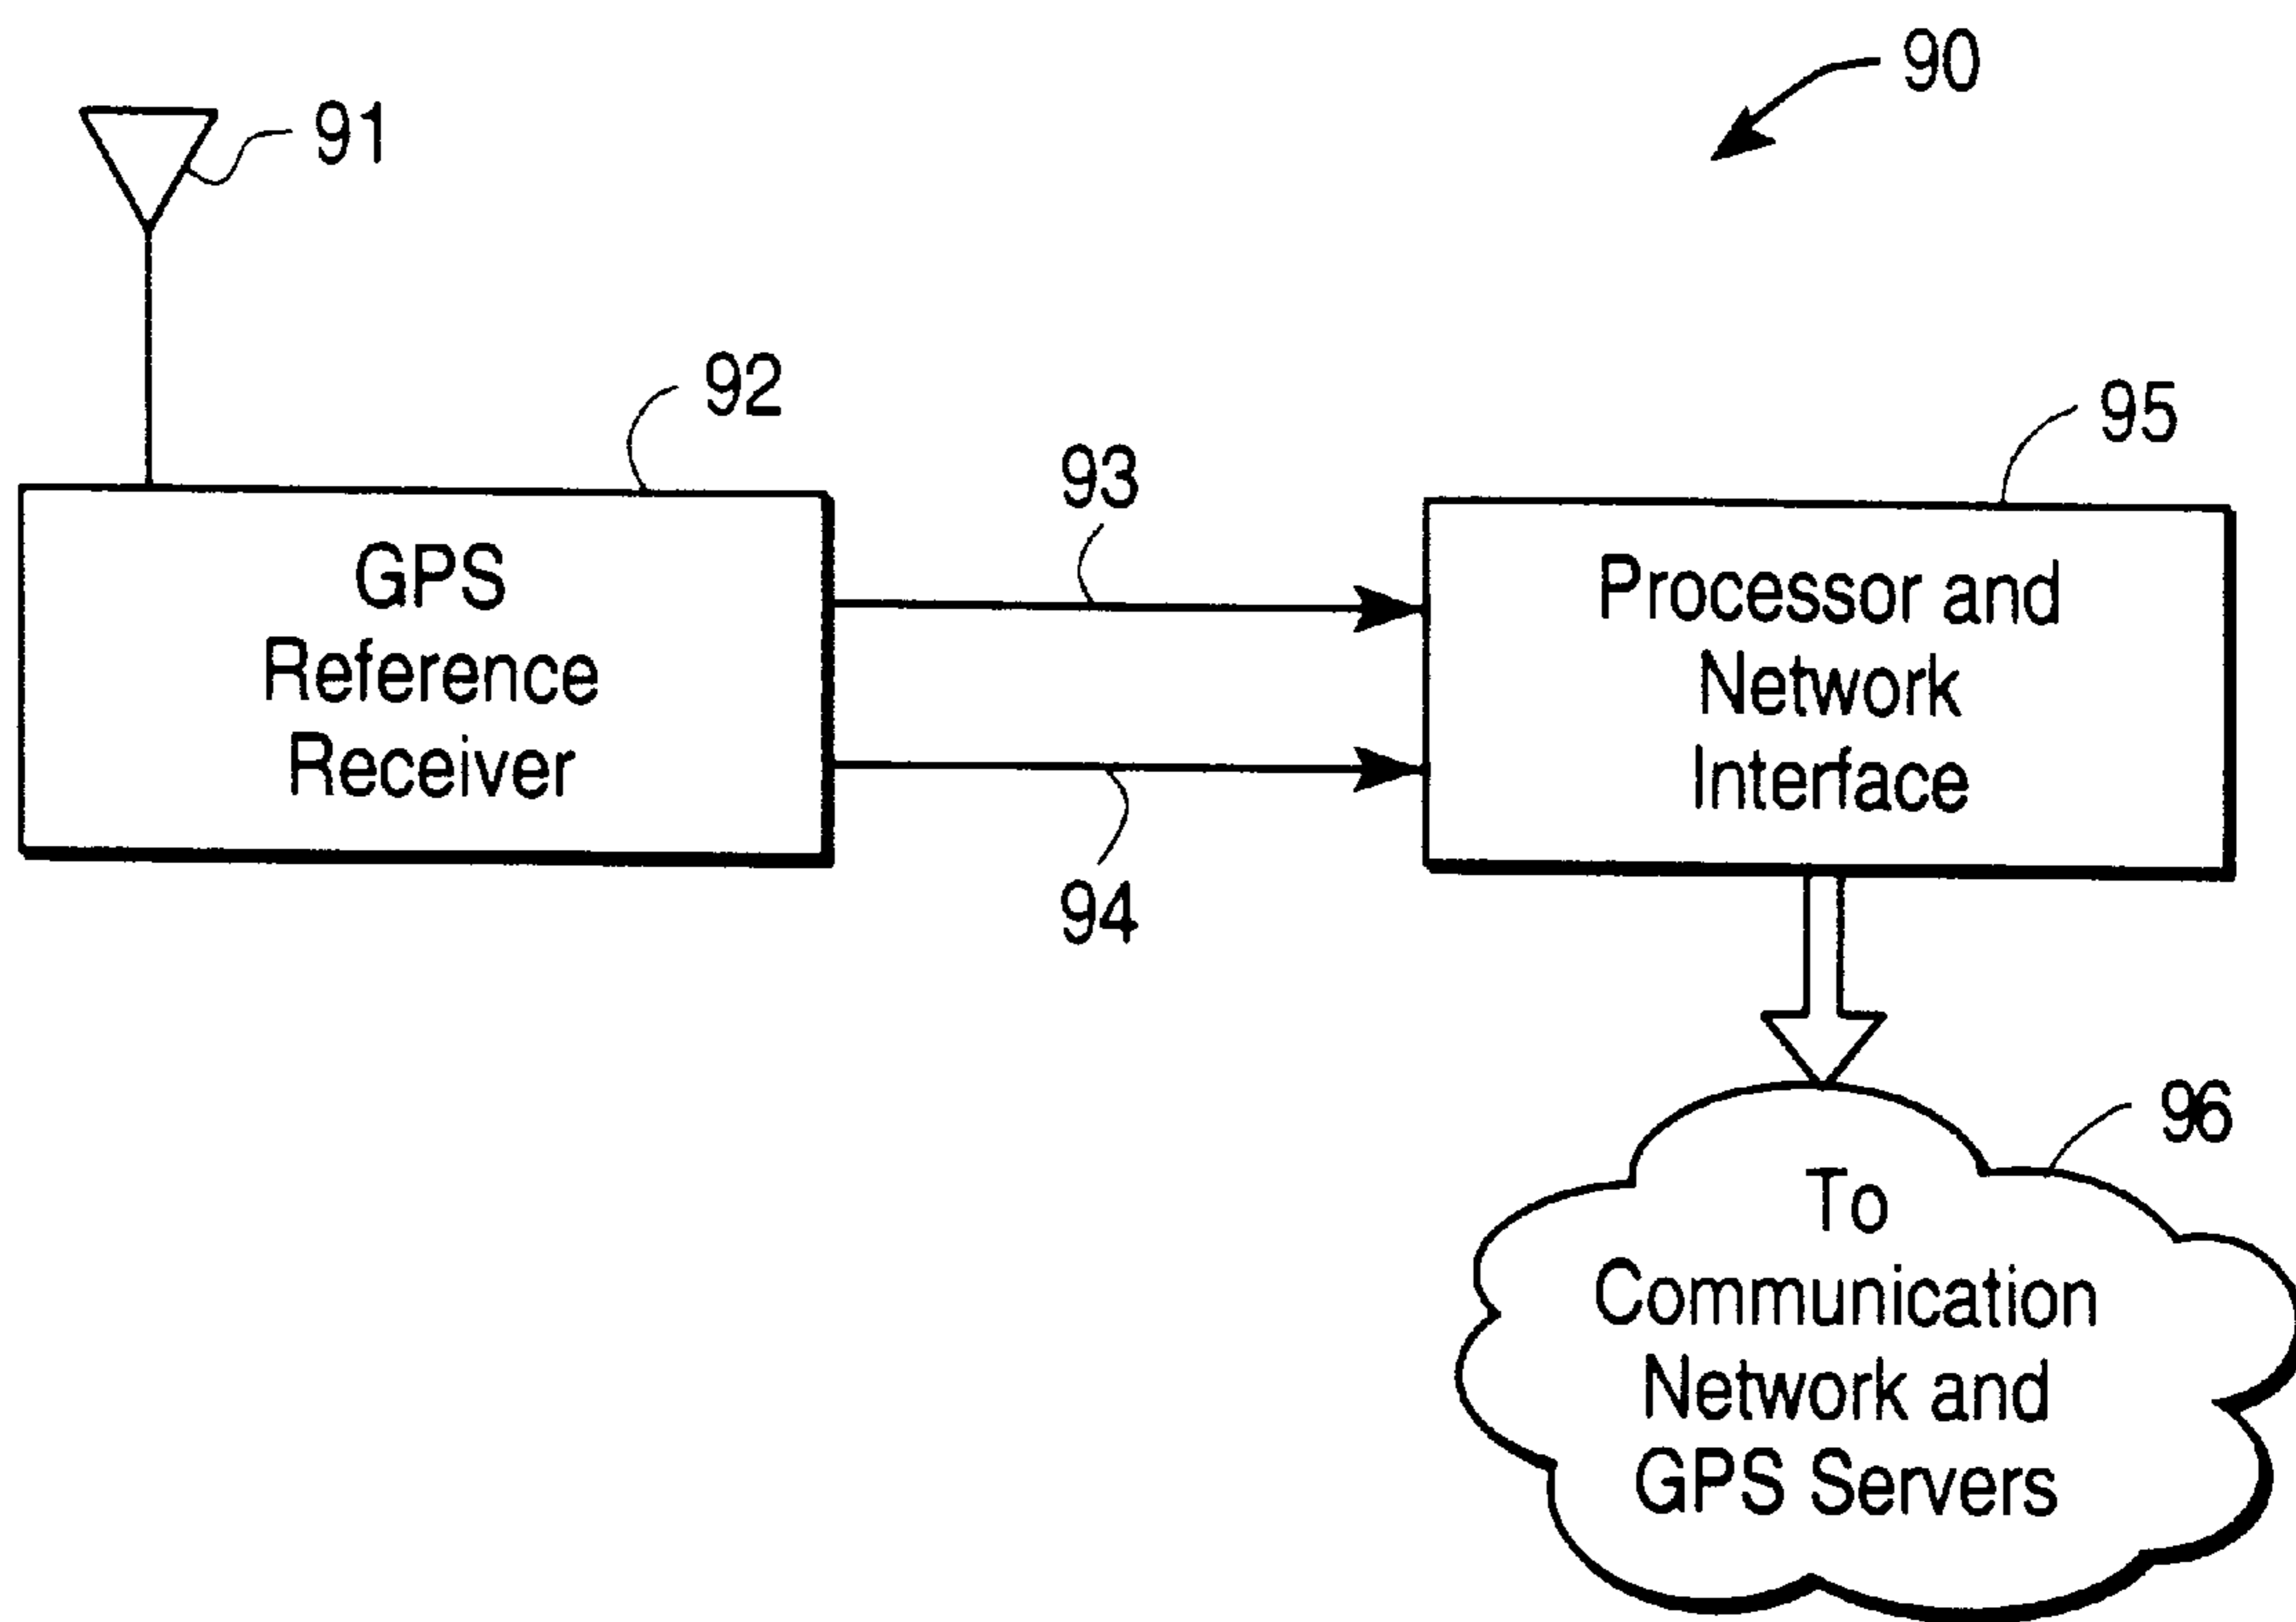 90
91
92
GPS
Reference
Receiver
93
94
95
Processor and
Network
Interface
96
To
Communication
Network and
GPS Servers